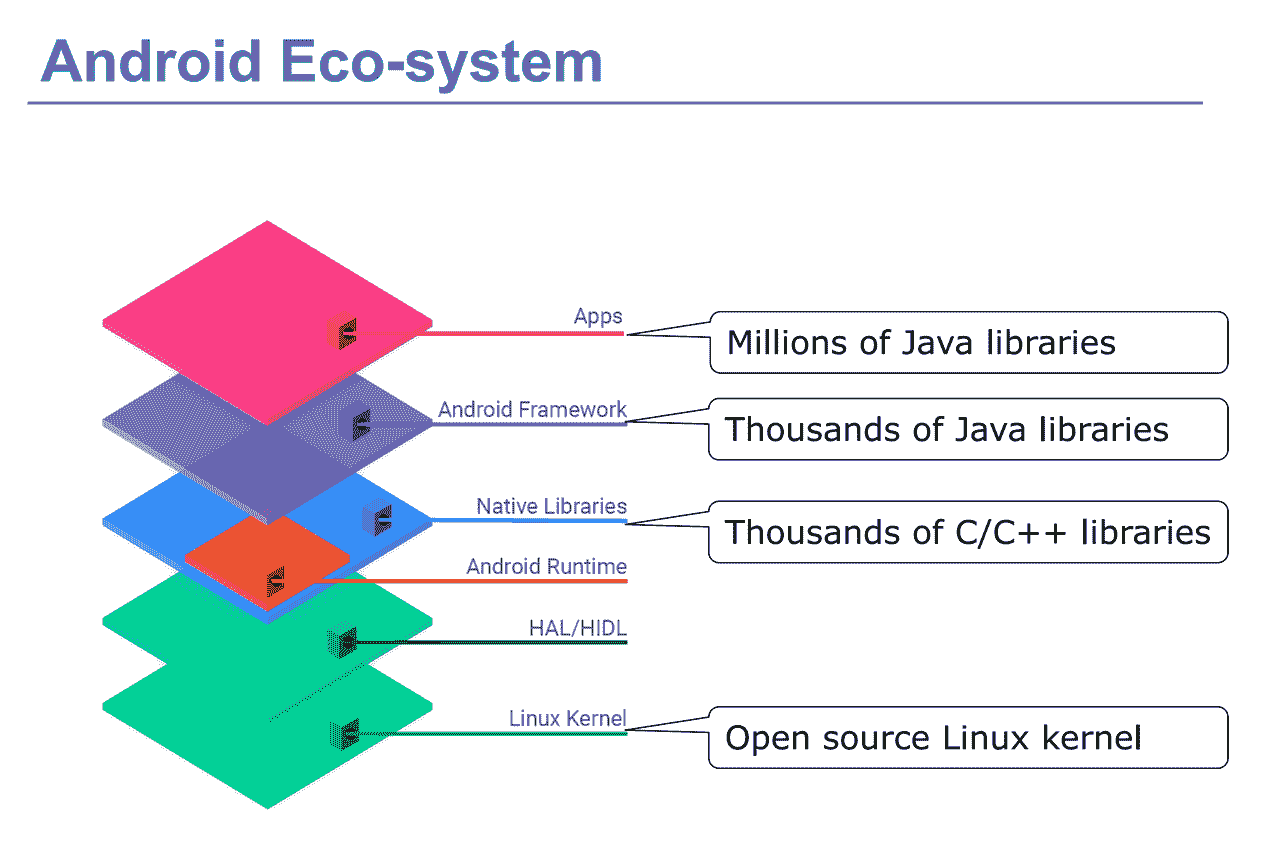 Android Eco-system
Apps
Millions of Java libraries
Android Framework
Thousands of Java libraries
Native Libraries
Thousands of C/C++ libraries
Android Runtime
HAL/HIDL
Linux Kernel
Open source Linux kernel